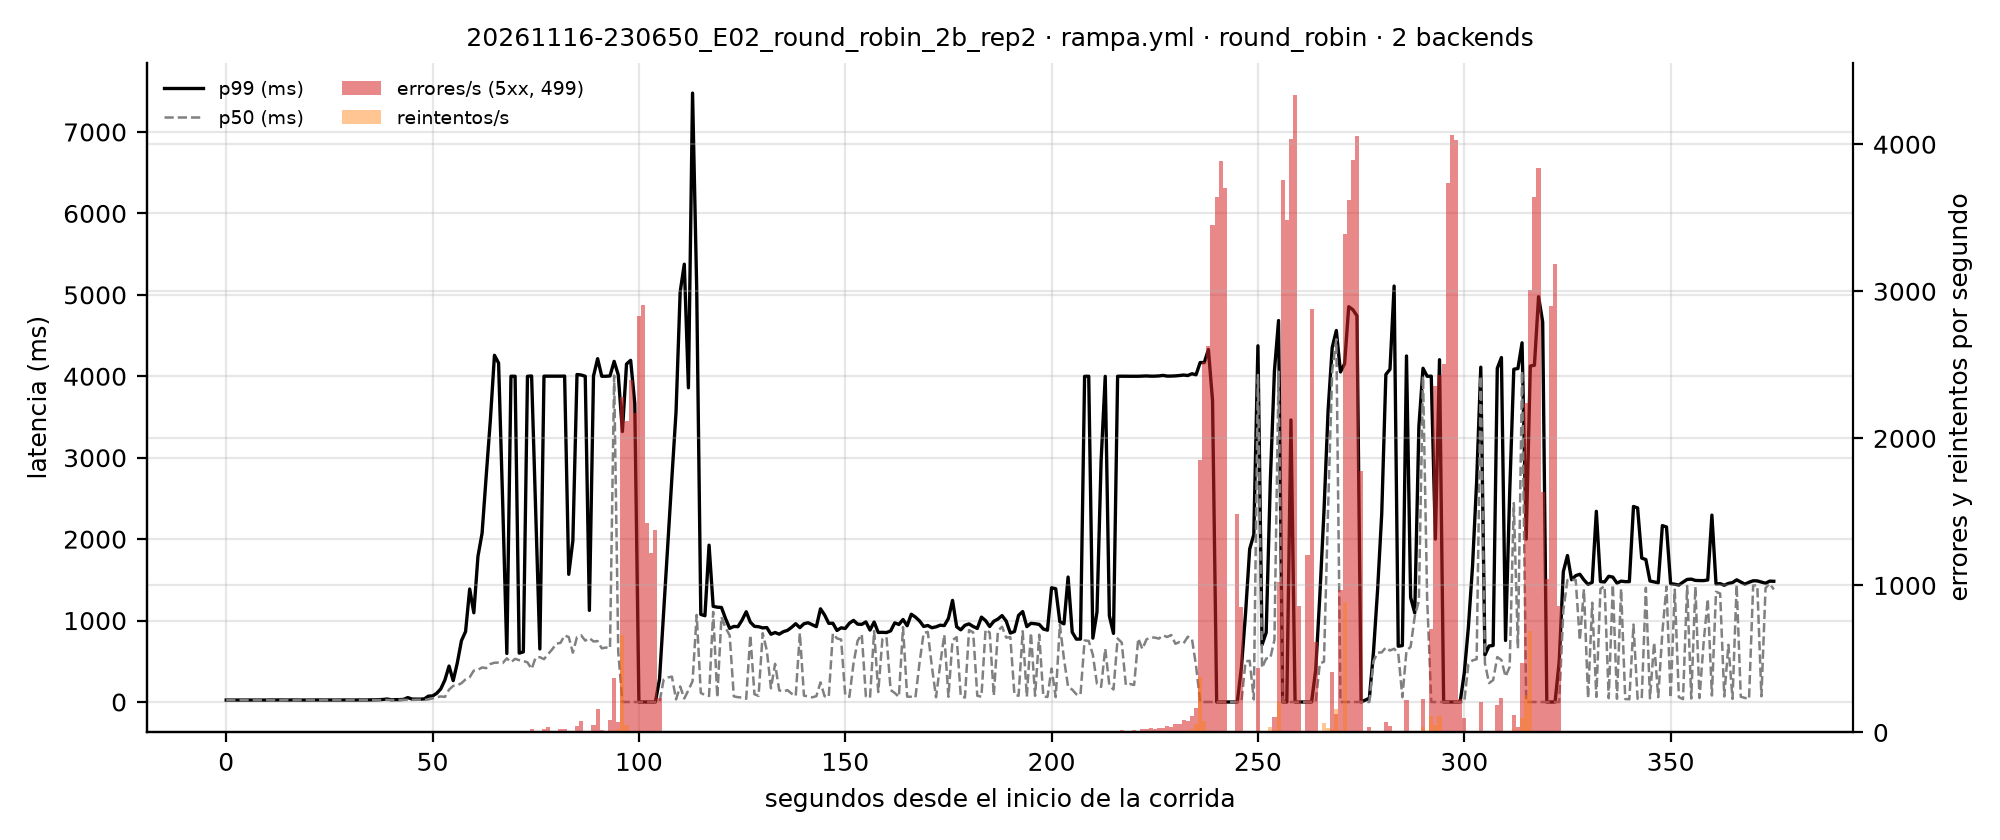 20261116-230650_E02_round_robin_2b_rep2 · rampa.yml · round_robin · 2 backends
p99 (ms)
p50 (ms)
errores/s (5xx, 499)
reintentos/s
latencia (ms)
7000
6000
5000
4000
3000
2000
1000
0
4000
3000
2000
1000
0
errores y reintentos por segundo
0 50 100 150 200 250 300 350
segundos desde el inicio de la corrida